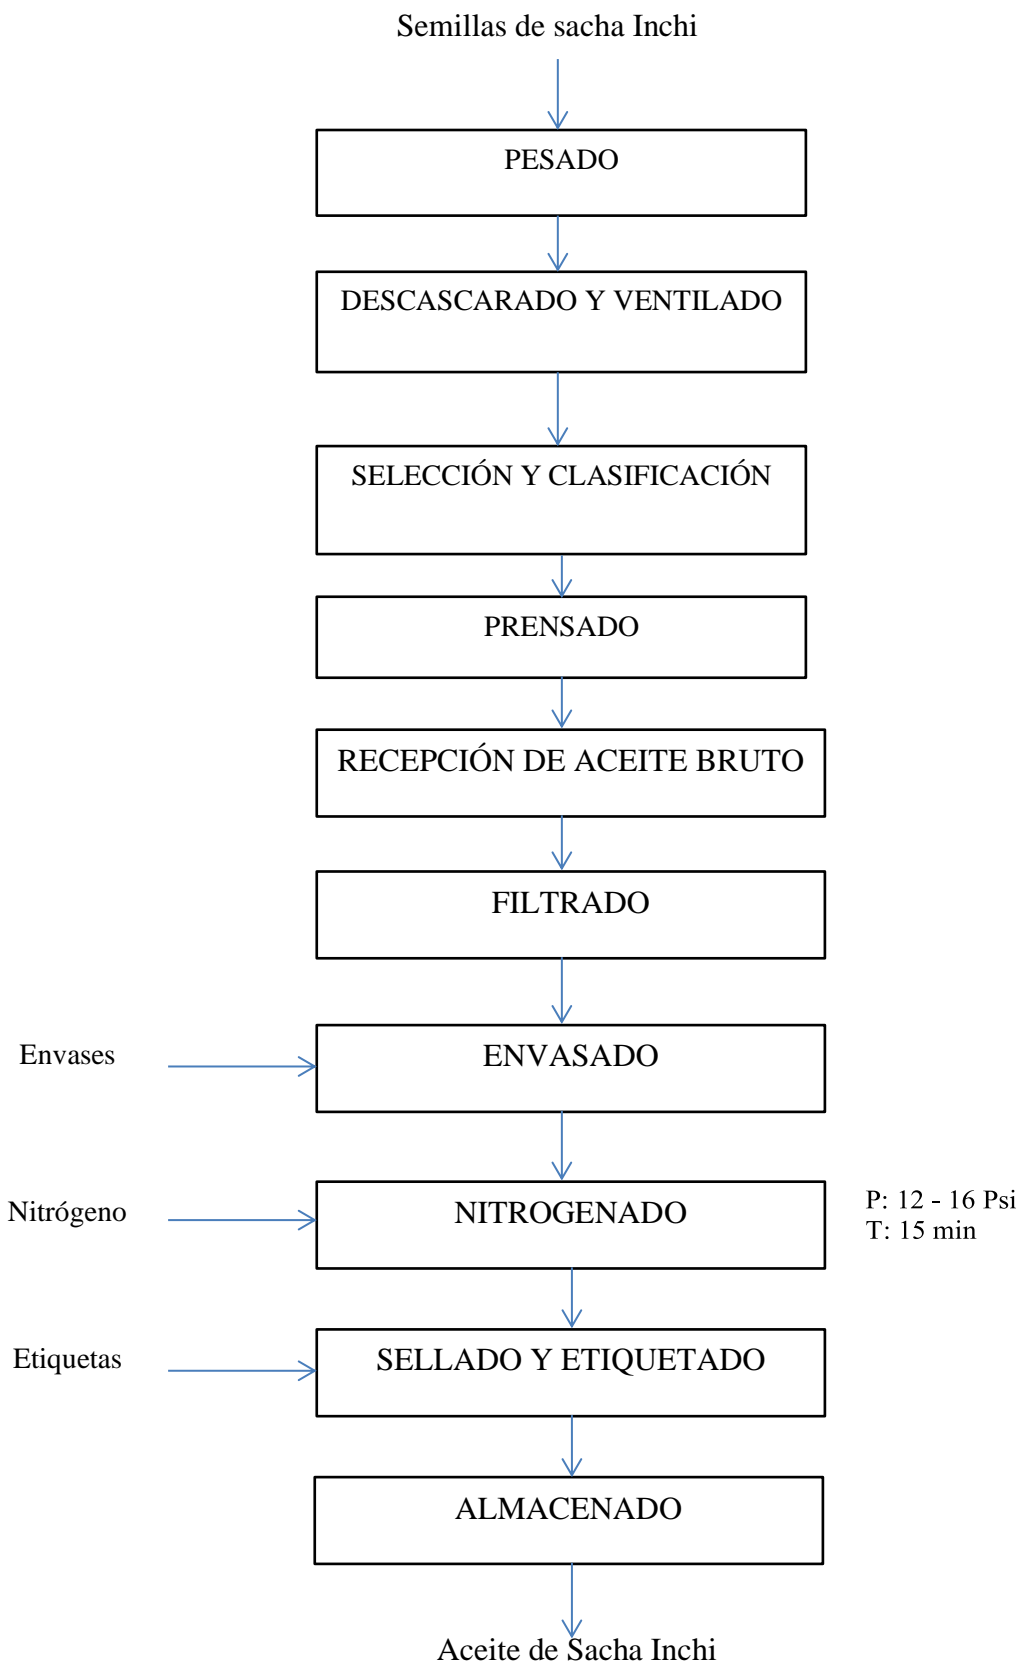 Semillas de sacha Inchi
PESADO
DESCASCARADO Y VENTILADO
SELECCIÓN Y CLASIFICACIÓN
PRENSADO
RECEPCIÓN DE ACEITE BRUTO
FILTRADO
Envases
ENVASADO
Nitrógeno
NITROGENADO
P: 12 - 16 Psi
T: 15 min
Etiquetas
SELLADO Y ETIQUETADO
ALMACENADO
Aceite de Sacha Inchi